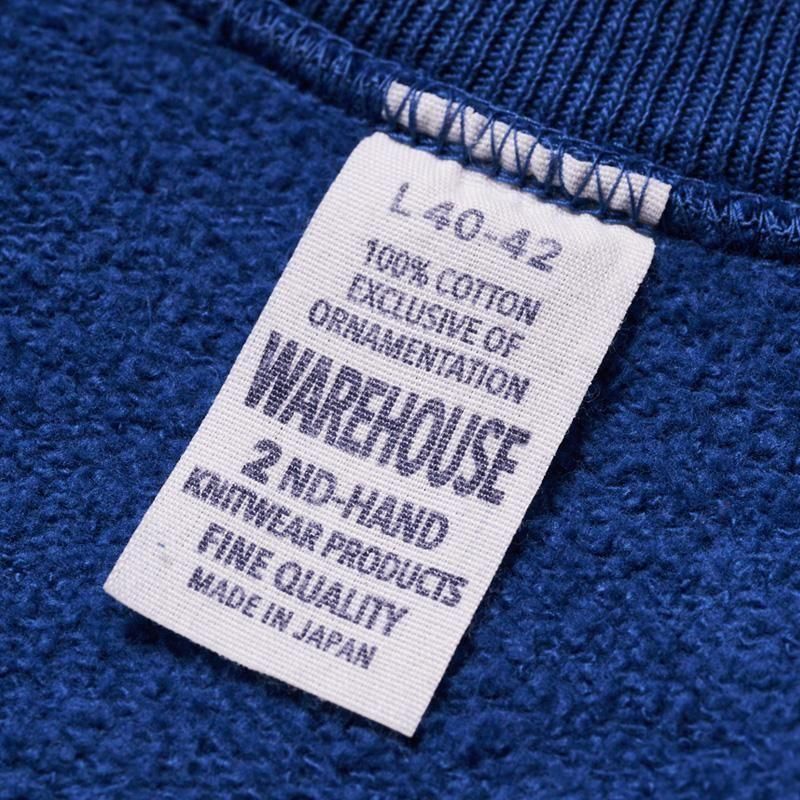 L 40-42
100% COTTON
EXCLUSIVE OF
ORNAMENTATION
WAREHOUSE
2 ND-HAND
KNITWEAR PRODUCTS
FINE QUALITY
MADE IN JAPAN